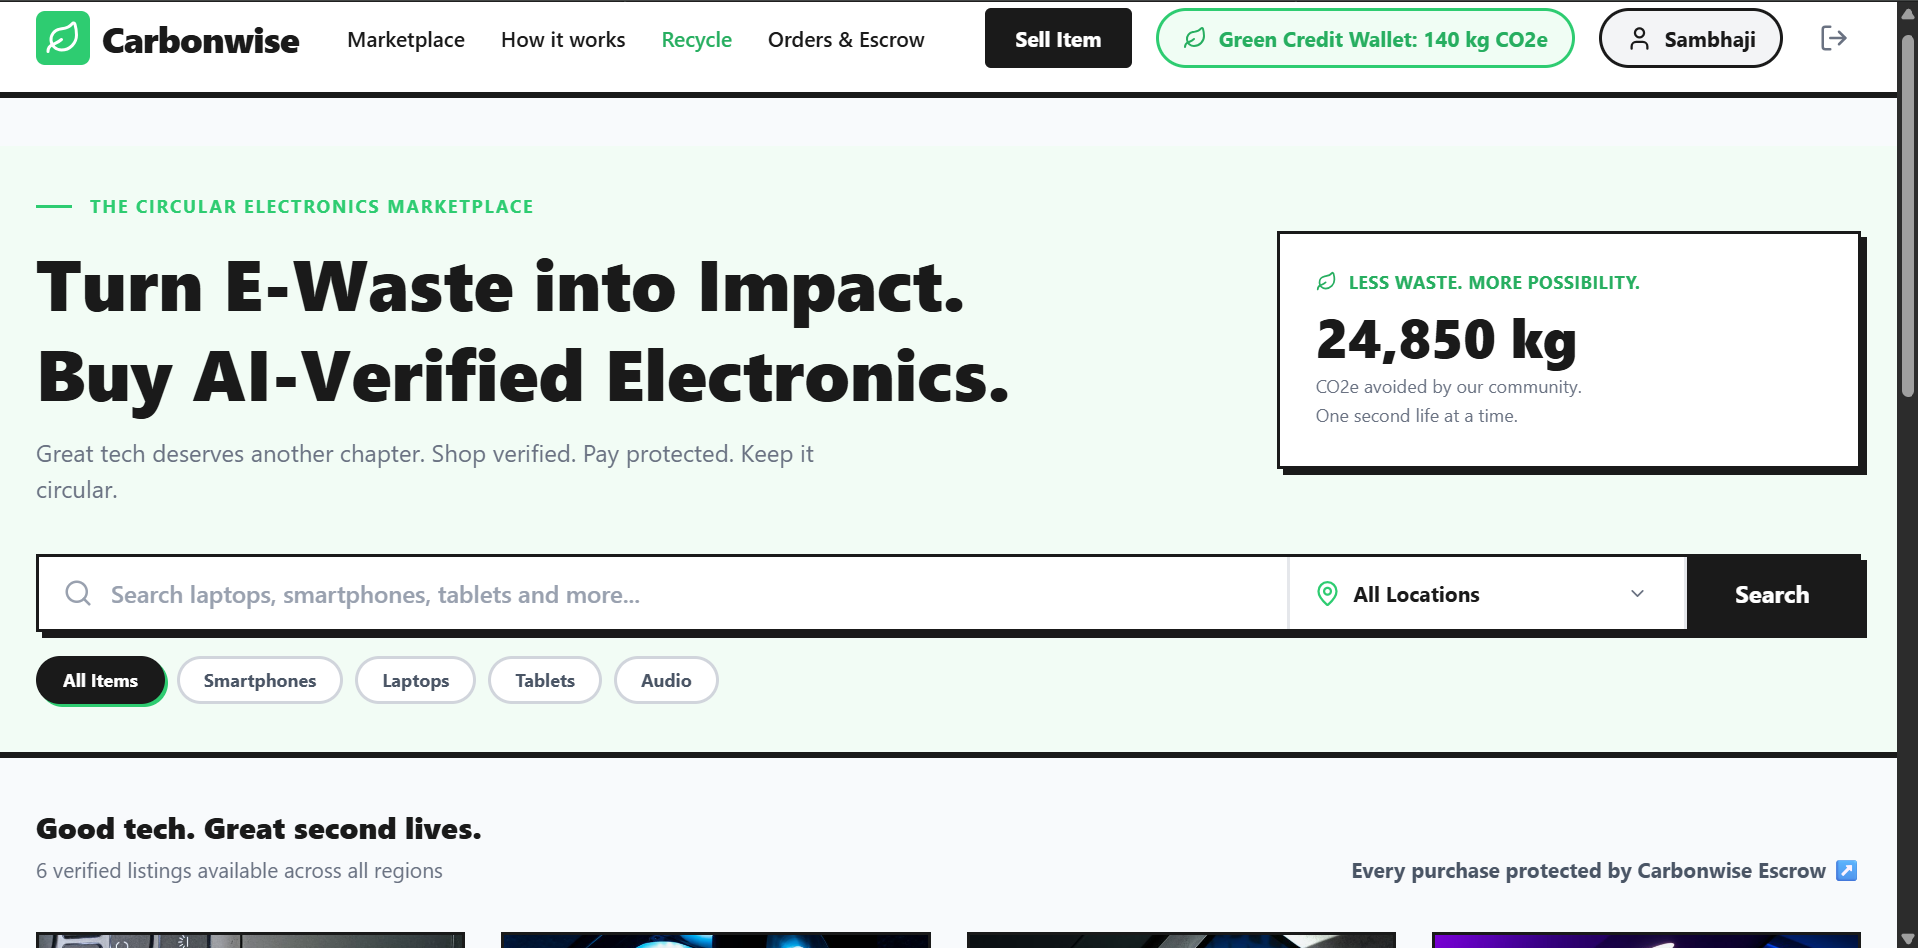 Carbonwise
Marketplace
How it works
Recycle
Orders & Escrow
Sell Item
Green Credit Wallet: 140 kg CO2e
Sambhaji
THE CIRCULAR ELECTRONICS MARKETPLACE
Turn E-Waste into Impact.
Buy AI-Verified Electronics.
Great tech deserves another chapter. Shop verified. Pay protected. Keep it
circular.
LESS WASTE. MORE POSSIBILITY.
24,850 kg
CO2e avoided by our community.
One second life at a time.
Search laptops, smartphones, tablets and more...
All Locations
Search
All Items
Smartphones
Laptops
Tablets
Audio
Good tech. Great second lives.
6 verified listings available across all regions
Every purchase protected by Carbonwise Escrow ↗